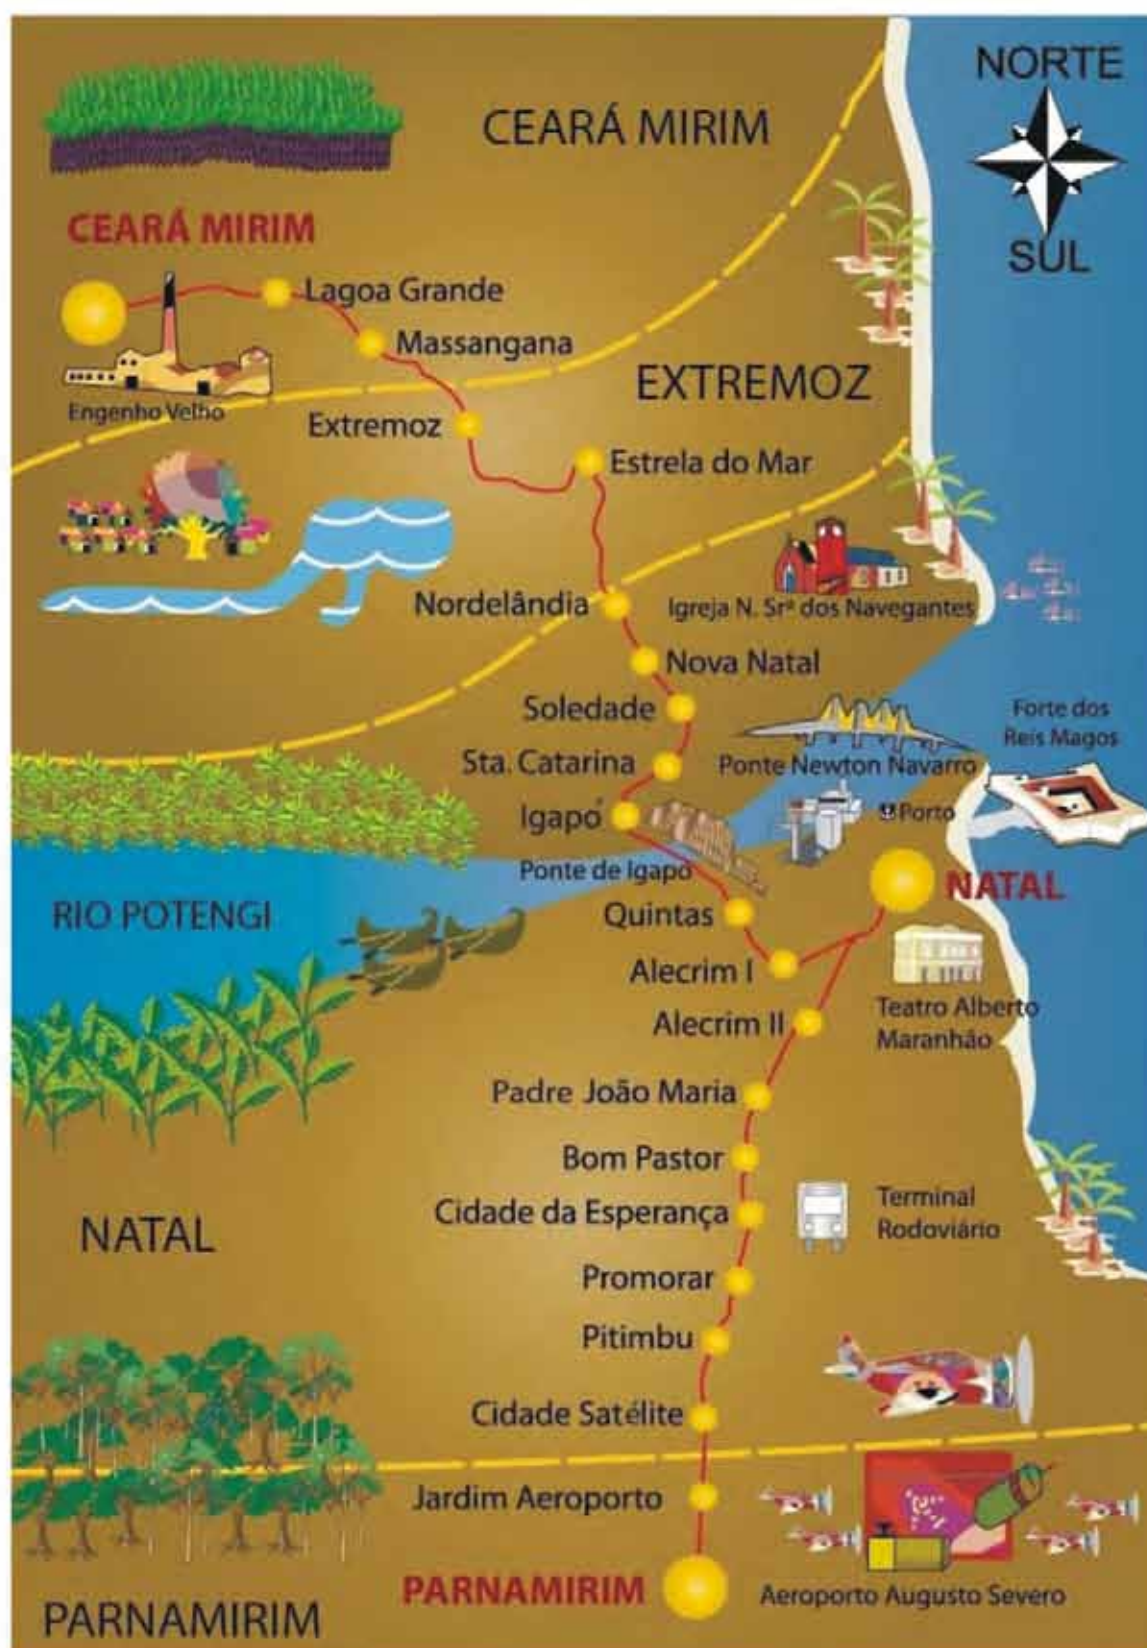 NORTE
SUL
CEARÁ MIRIM
CEARÁ MIRIM
Lagoa Grande
Massangana
Engenho Velho
EXTREMOZ
Extremoz
Estrela do Mar
Nordelândia
Igreja N. Srª dos Navegantes
Nova Natal
Soledade
Forte dos
Reis Magos
Sta. Catarina
Ponte Newton Navarro
Igapó
Porto
Ponte de Igapó
NATAL
RIO POTENGI
Quintas
Alecrim I
Teatro Alberto
Maranhão
Alecrim II
Padre João Maria
Bom Pastor
Cidade da Esperança
Terminal
Rodoviário
NATAL
Promorar
Pitimbu
Cidade Satélite
Jardim Aeroporto
PARNAMIRIM
Aeroporto Augusto Severo
PARNAMIRIM